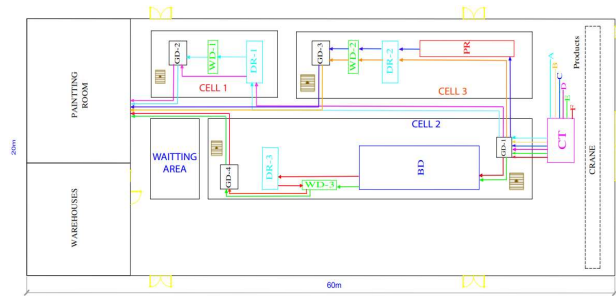 PAINTTING
ROOM
WAREHOUSES
20m
60m
GD-2
WD-1
DR-1
CELL 1
GD-3
WD-2
DR-2
PR
CELL 3
WAITTING
AREA
CELL 2
GD-4
DR-3
WD-3
BD
GD-1
A
B
C
D
E
F
Products
CT
CRANE